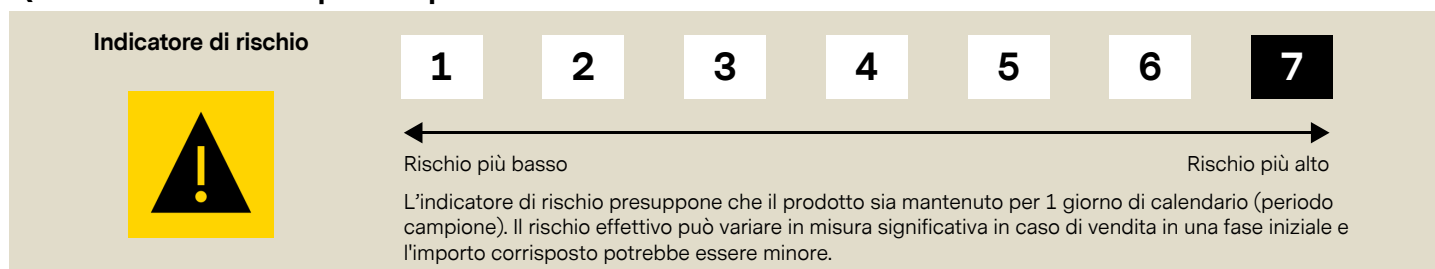 Indicatore di rischio
1 2 3 4 5 6 7
Rischio più basso Rischio più alto
L'indicatore di rischio presuppone che il prodotto sia mantenuto per 1 giorno di calendario (periodo
campione). Il rischio effettivo può variare in misura significativa in caso di vendita in una fase iniziale e
l'importo corrisposto potrebbe essere minore.